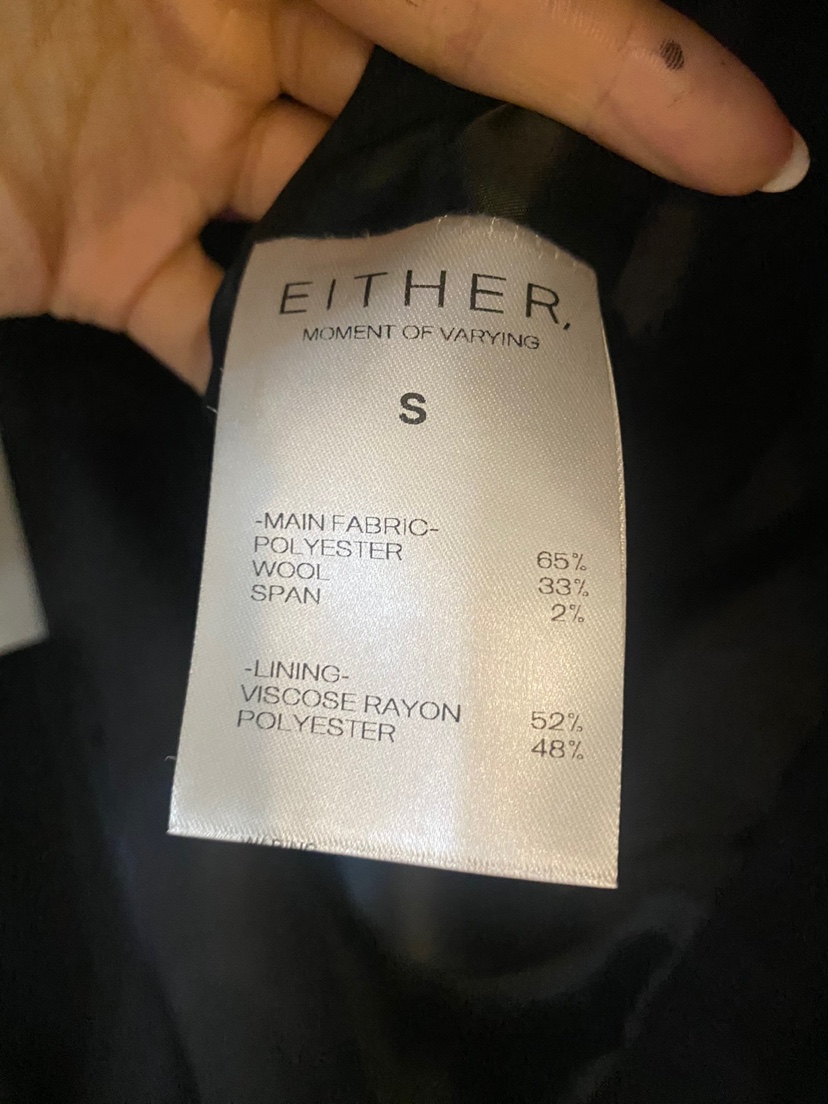 EITHER,
MOMENT OF VARYING
S
-MAIN FABRIC-
POLYESTER 65%
WOOL 33%
SPAN 2%
-LINING-
VISCOSE RAYON 52%
POLYESTER 48%